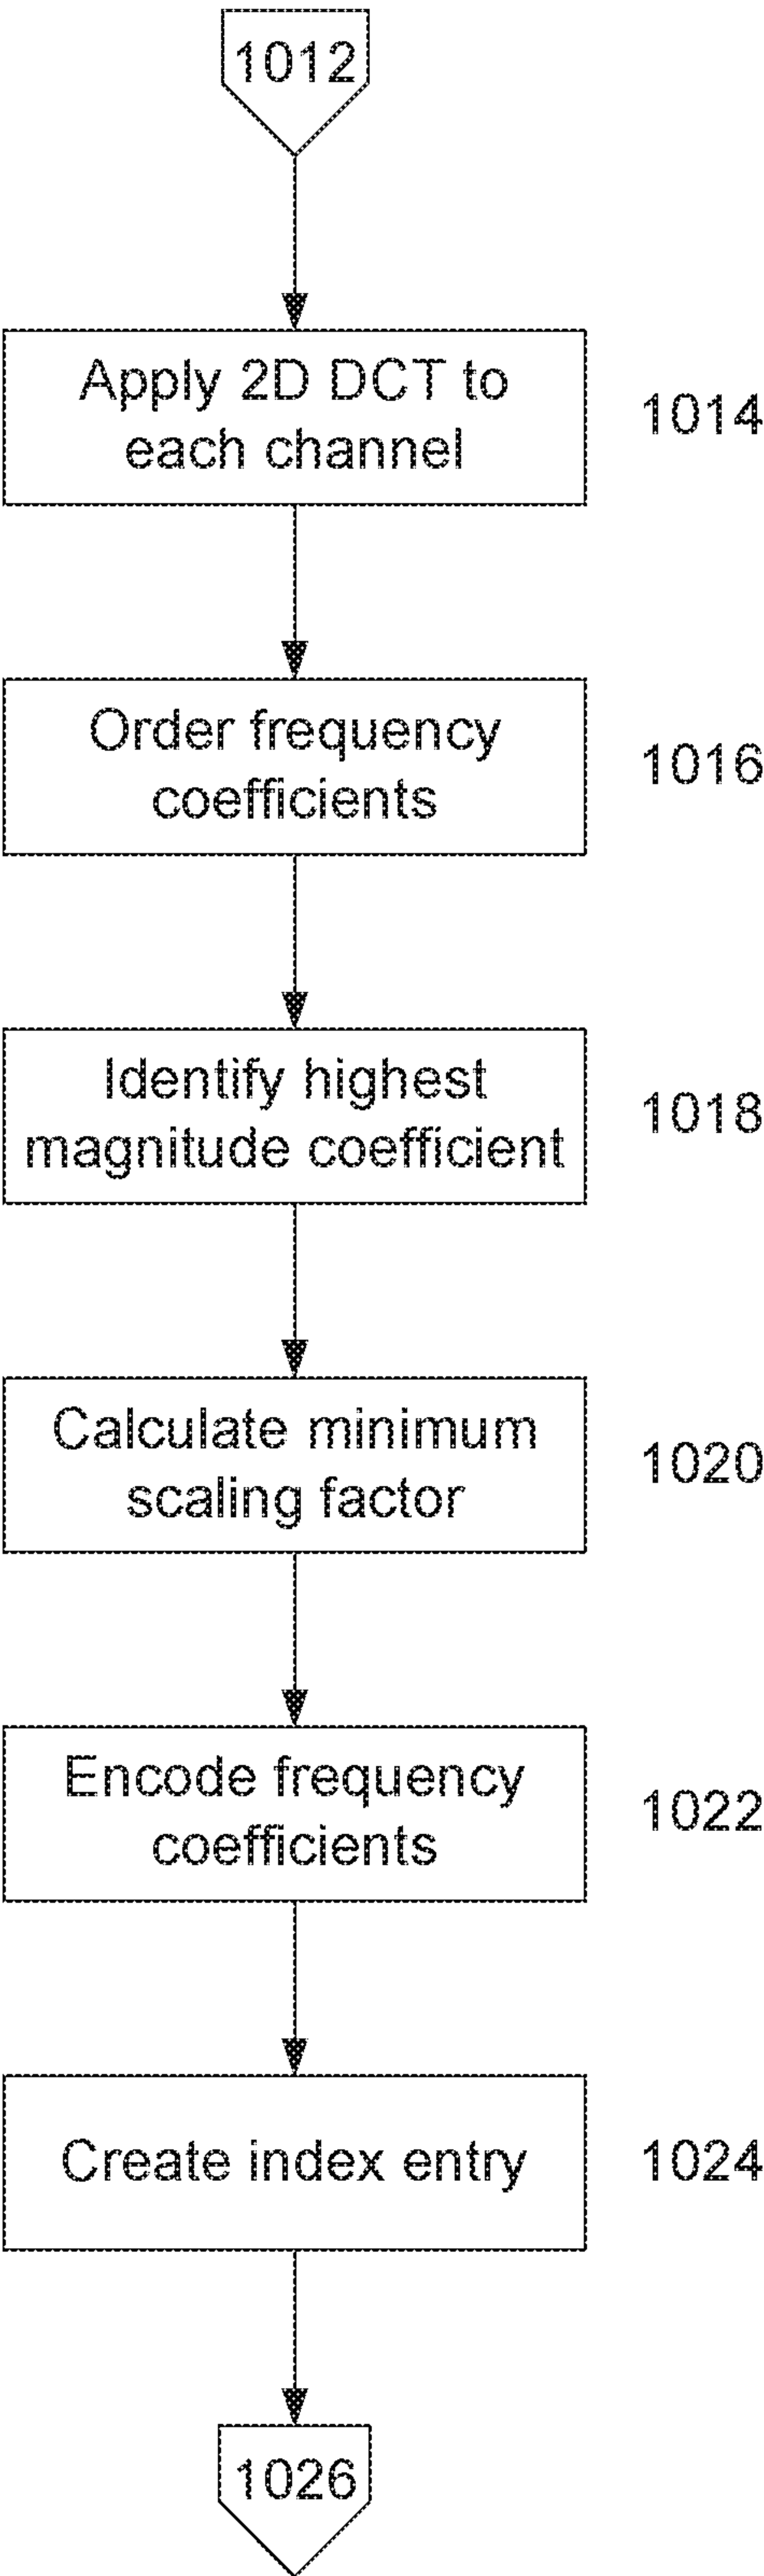 1012
Apply 2D DCT to
each channel
1014
Order frequency
coefficients
1016
Identify highest
magnitude coefficient
1018
Calculate minimum
scaling factor
1020
Encode frequency
coefficients
1022
Create index entry
1024
1026